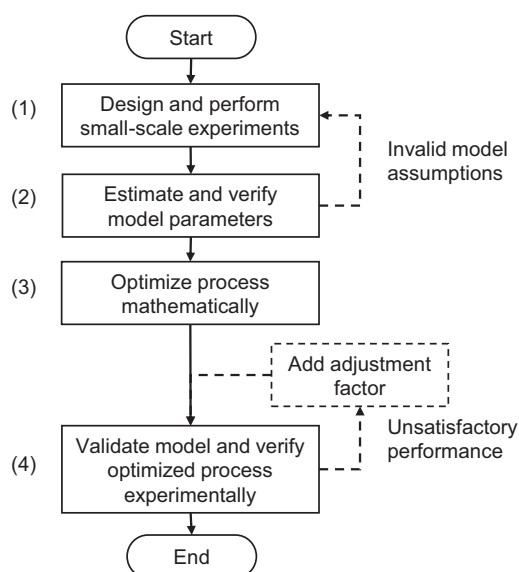 Start
(1)
Design and perform
small-scale experiments
Invalid model
assumptions
(2)
Estimate and verify
model parameters
(3)
Optimize process
mathematically
Add adjustment
factor
Unsatisfactory
performance
(4)
Validate model and verify
optimized process
experimentally
End